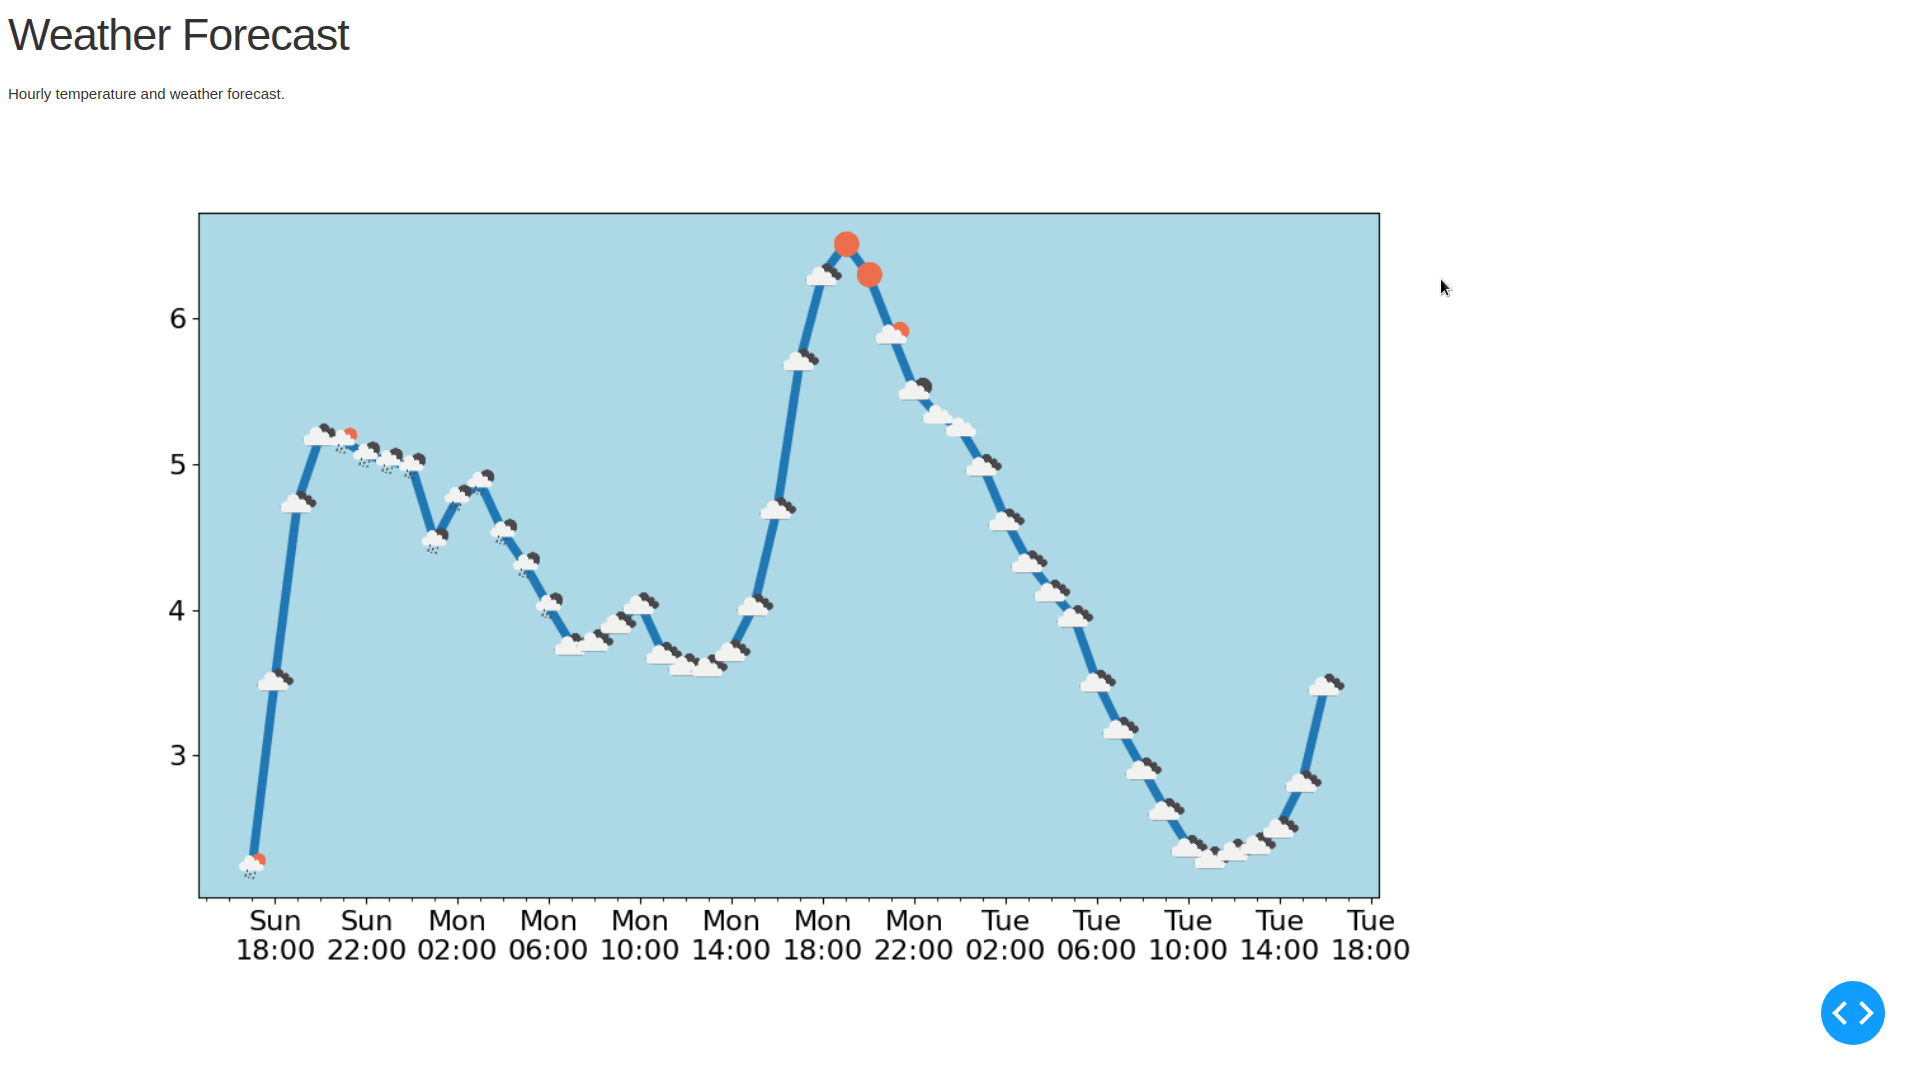 Weather Forecast
Hourly temperature and weather forecast.
6
5
4
3
Sun Sun Mon Mon Mon Mon Mon Mon Tue Tue Tue Tue Tue
18:00 22:00 02:00 06:00 10:00 14:00 18:00 22:00 02:00 06:00 10:00 14:00 18:00